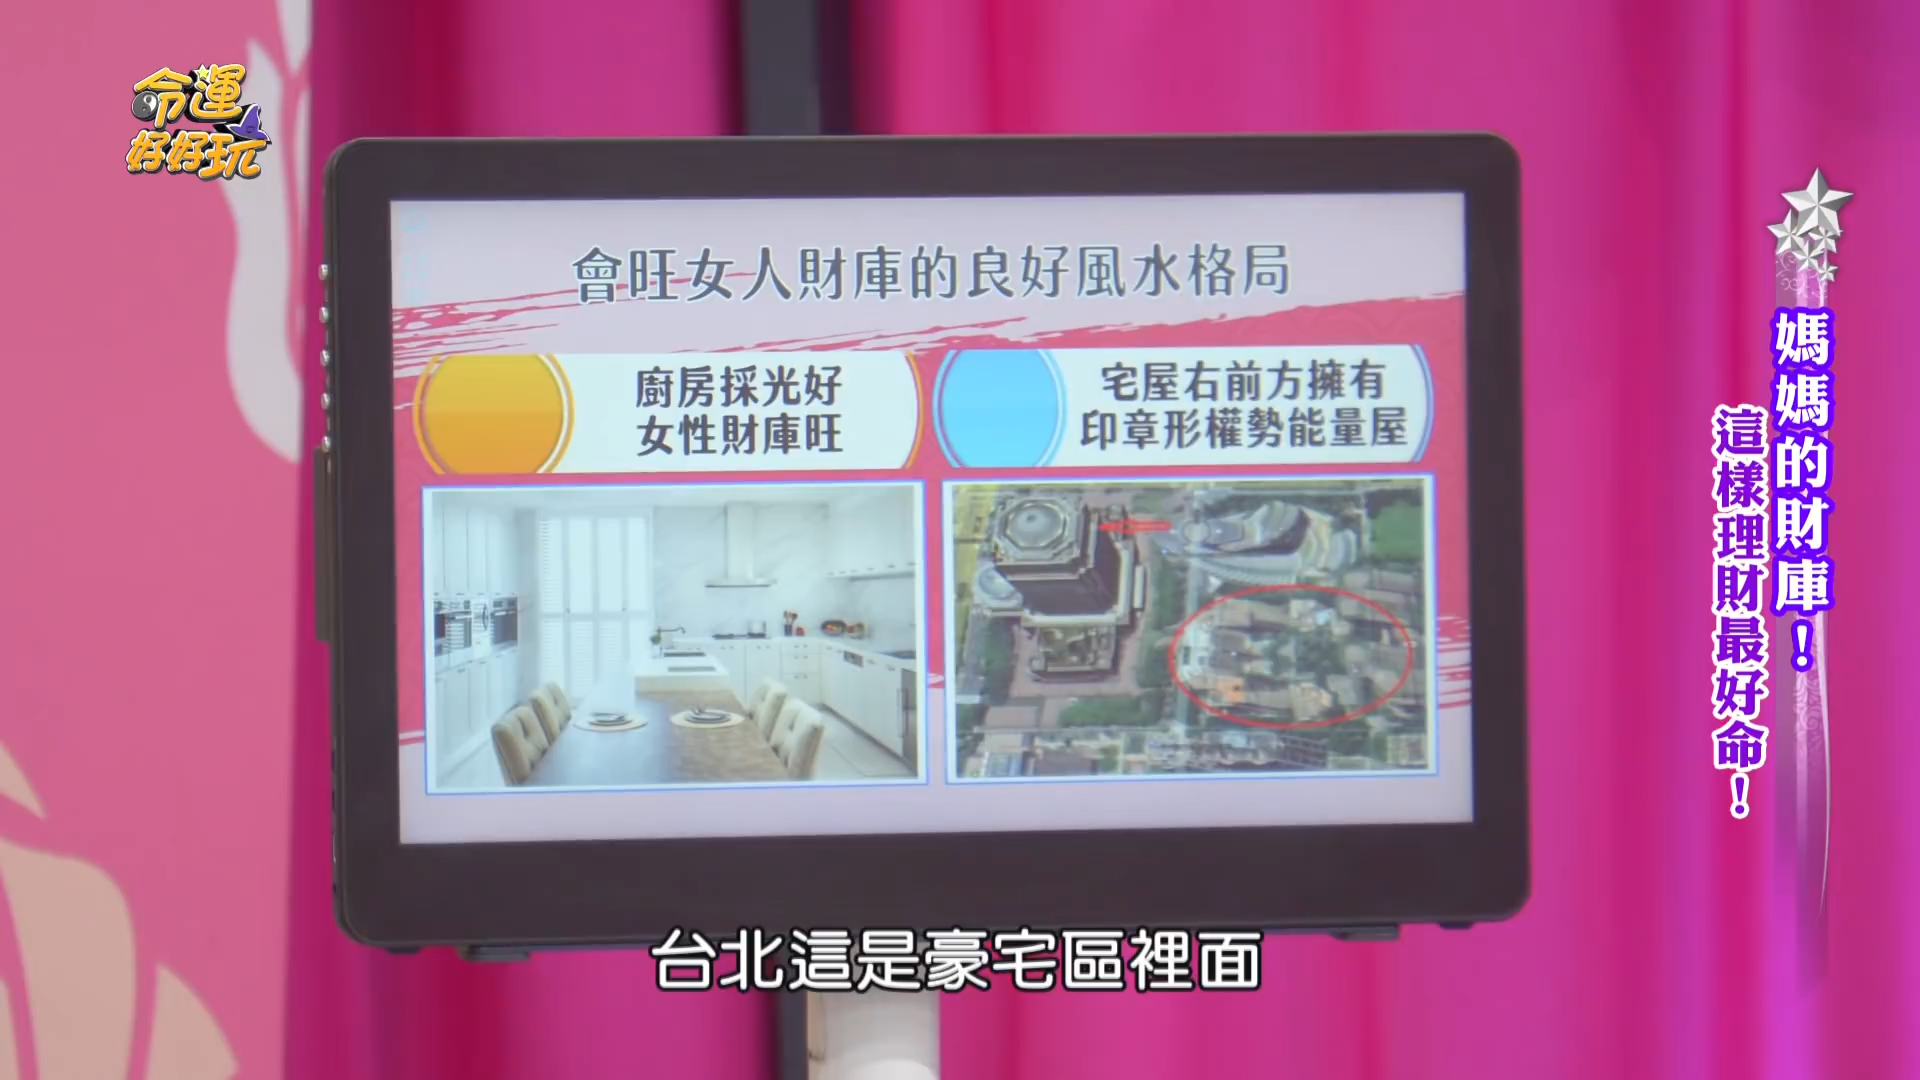 命運
好好玩
會旺女人財庫的良好風水格局
廚房採光好
女性財庫旺
宅屋右前方擁有
印章形權勢能量屋
媽媽的財庫！
這樣理財最好命！
台北這是豪宅區裡面